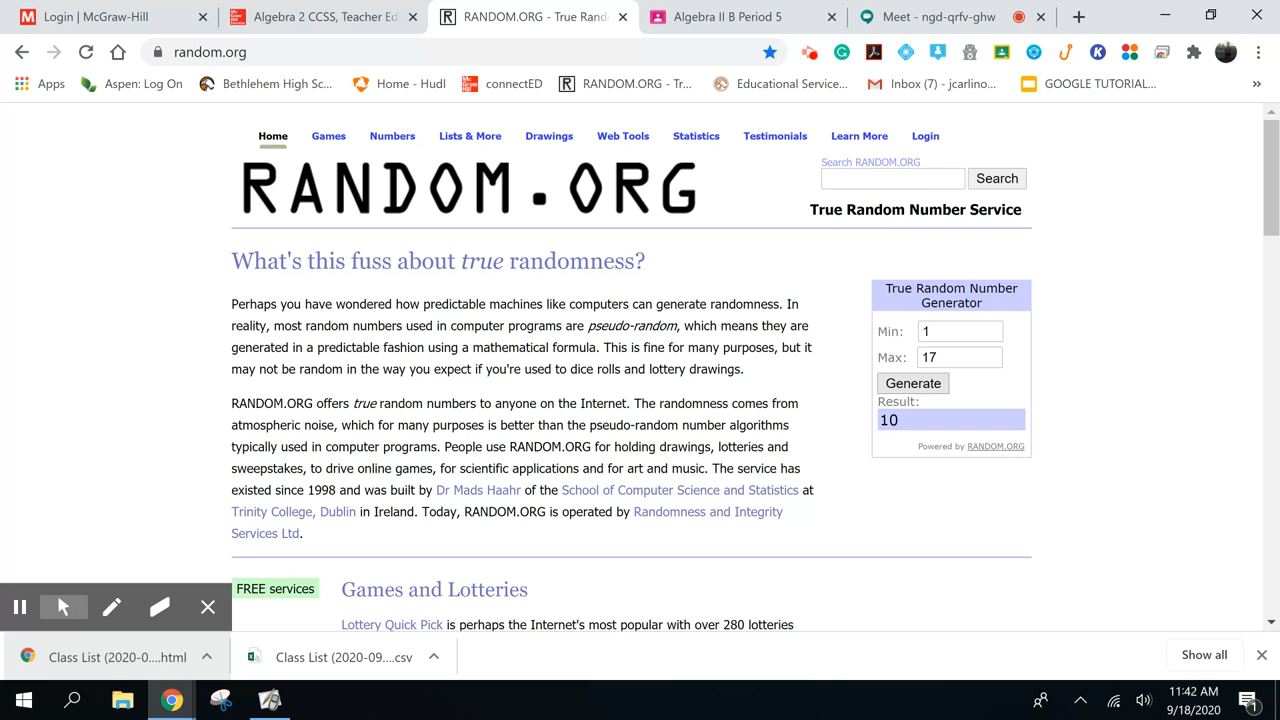 Login | McGraw-Hill
Algebra 2 CCSS, Teacher Ed
RANDOM.ORG - True Rand
Algebra II B Period 5
Meet - ngd-qrfv-ghw
random.org
Apps
Aspen: Log On
Bethlehem High Sc...
Home - Hudl
connectED
RANDOM.ORG - Tr...
Educational Service...
Inbox (7) - jcarlino...
GOOGLE TUTORIAL...
»
Home
Games
Numbers
Lists & More
Drawings
Web Tools
Statistics
Testimonials
Learn More
Login
RANDOM.ORG
Search RANDOM.ORG
Search
True Random Number Service
What's this fuss about true randomness?
Perhaps you have wondered how predictable machines like computers can generate randomness. In
reality, most random numbers used in computer programs are pseudo-random, which means they are
generated in a predictable fashion using a mathematical formula. This is fine for many purposes, but it
may not be random in the way you expect if you're used to dice rolls and lottery drawings.
RANDOM.ORG offers true random numbers to anyone on the Internet. The randomness comes from
atmospheric noise, which for many purposes is better than the pseudo-random number algorithms
typically used in computer programs. People use RANDOM.ORG for holding drawings, lotteries and
sweepstakes, to drive online games, for scientific applications and for art and music. The service has
existed since 1998 and was built by Dr Mads Haahr of the School of Computer Science and Statistics at
Trinity College, Dublin in Ireland. Today, RANDOM.ORG is operated by Randomness and Integrity
Services Ltd.
True Random Number
Generator
Min: 1
Max: 17
Generate
Result:
10
Powered by RANDOM.ORG
FREE services
Games and Lotteries
Lottery Quick Pick is perhaps the Internet's most popular with over 280 lotteries
Class List (2020-0....html
Class List (2020-09....csv
Show all
11:42 AM
9/18/2020
1